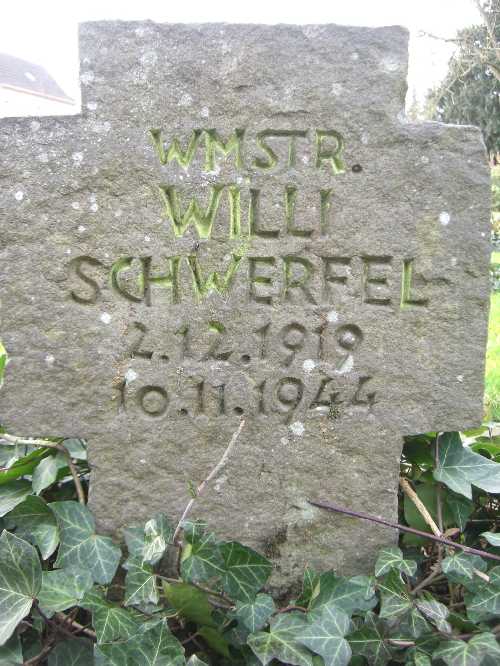 WMSTR.
WILLI
SCHWERFEL
2.12.1919
10.11.1944